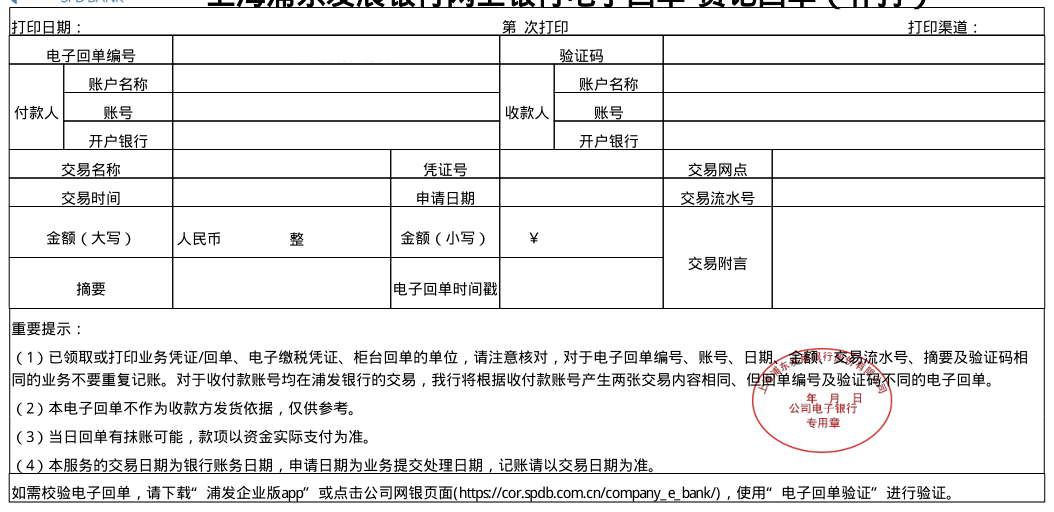 SPDBANK
上海浦东发展银行网上银行电子回单-贷记回单（补打）
打印日期： 第 次打印 打印渠道：
电子回单编号 验证码
付款人 账户名称 收款人 账户名称
账号 账号
开户银行 开户银行
交易名称 凭证号 交易网点
交易时间 申请日期 交易流水号
金额（大写） 人民币 整 金额（小写） ¥ 交易附言
摘要 电子回单时间戳
重要提示：
（1）已领取或打印业务凭证/回单、电子缴税凭证、柜台回单的单位，请注意核对，对于电子回单编号、账号、日期、金额、交易流水号、摘要及验证码相
同的业务不要重复记账。对于收付款账号均在浦发银行的交易，我行将根据收付款账号产生两张交易内容相同、但回单编号及验证码不同的电子回单。
（2）本电子回单不作为收款方发货依据，仅供参考。
（3）当日回单有抹账可能，款项以资金实际支付为准。
（4）本服务的交易日期为银行账务日期，申请日期为业务提交处理日期，记账请以交易日期为准。
年 月 日
公司电子银行
专用章
如需校验电子回单，请下载“浦发企业版app”或点击公司网银页面(https://cor.spdb.com.cn/company_e_bank/)，使用“电子回单验证”进行验证。